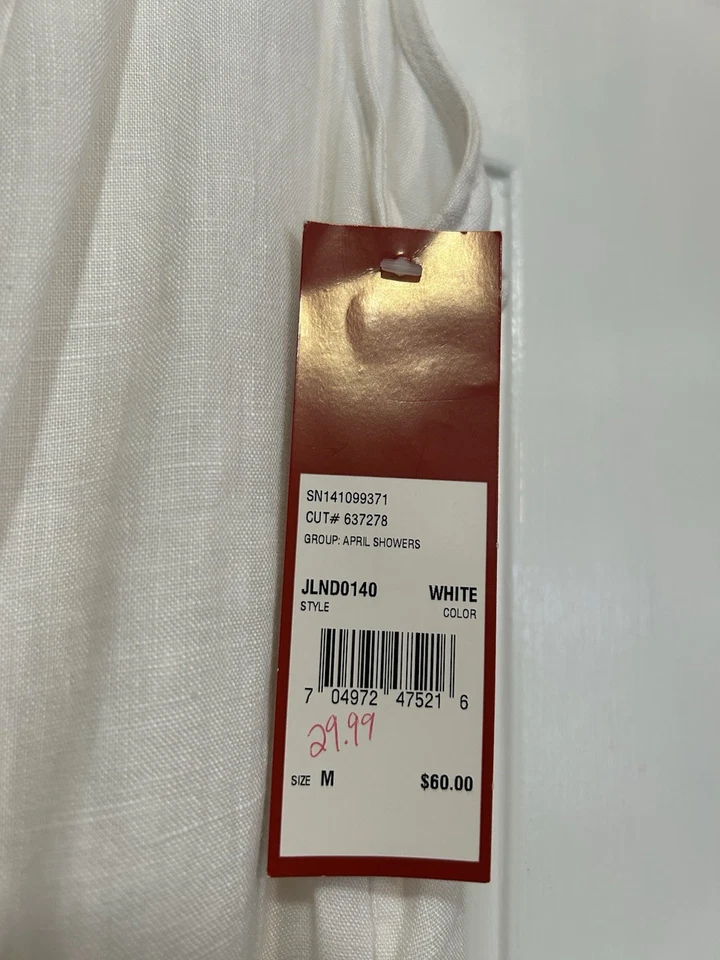 SN141099371
CUT# 637278
GROUP: APRIL SHOWERS
JLND0140 WHITE
STYLE COLOR
7 04972 47521 6
29.99
SIZE M $60.00